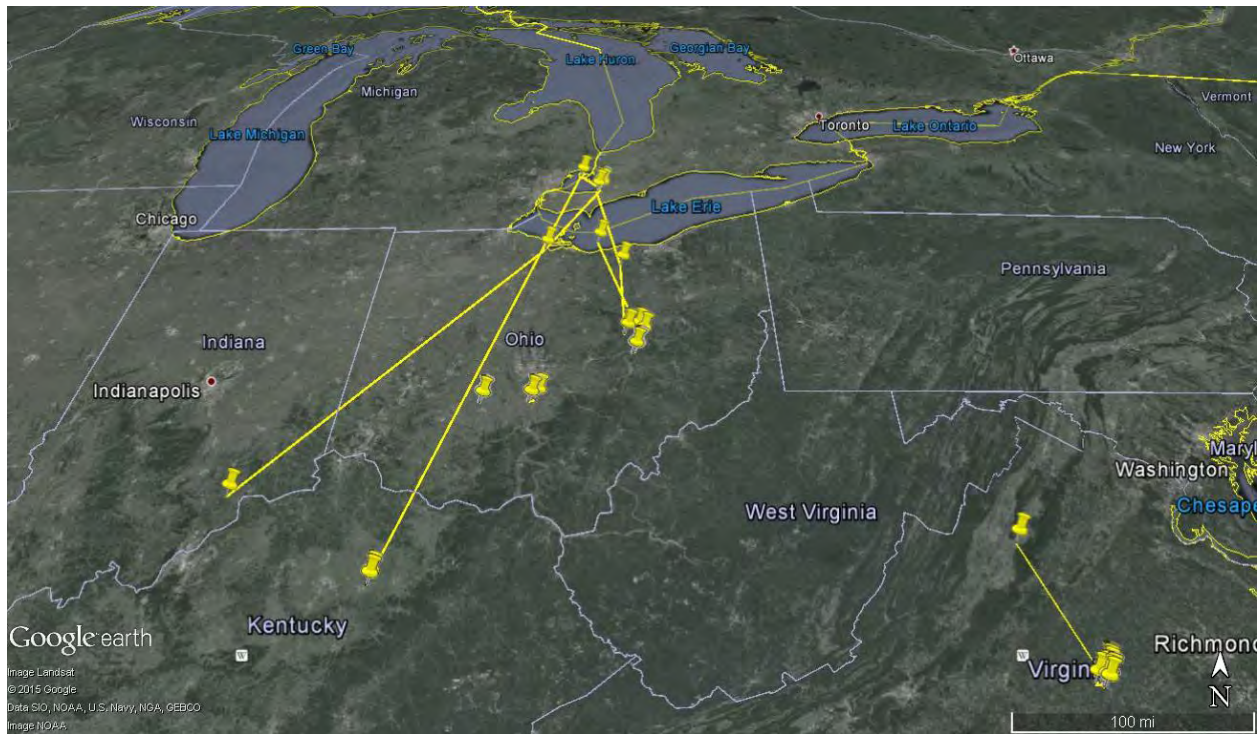 Green Bay
Lake Huron
Georgian Bay
Ottawa
Michigan
Vermont
Wisconsin
Lake Michigan
Toronto
Lake Ontario
New York
Chicago
Lake Erie
Pennsylvania
Indiana
Ohio
Indianapolis
Maryl
Washington
West Virginia
Chesape
Kentucky
Google earth
Richmond
W
W
Virgin
Image Landsat
© 2015 Google
Data SIO, NOAA, U.S. Navy, NGA, GEBCO
Image NOAA
N
100 mi